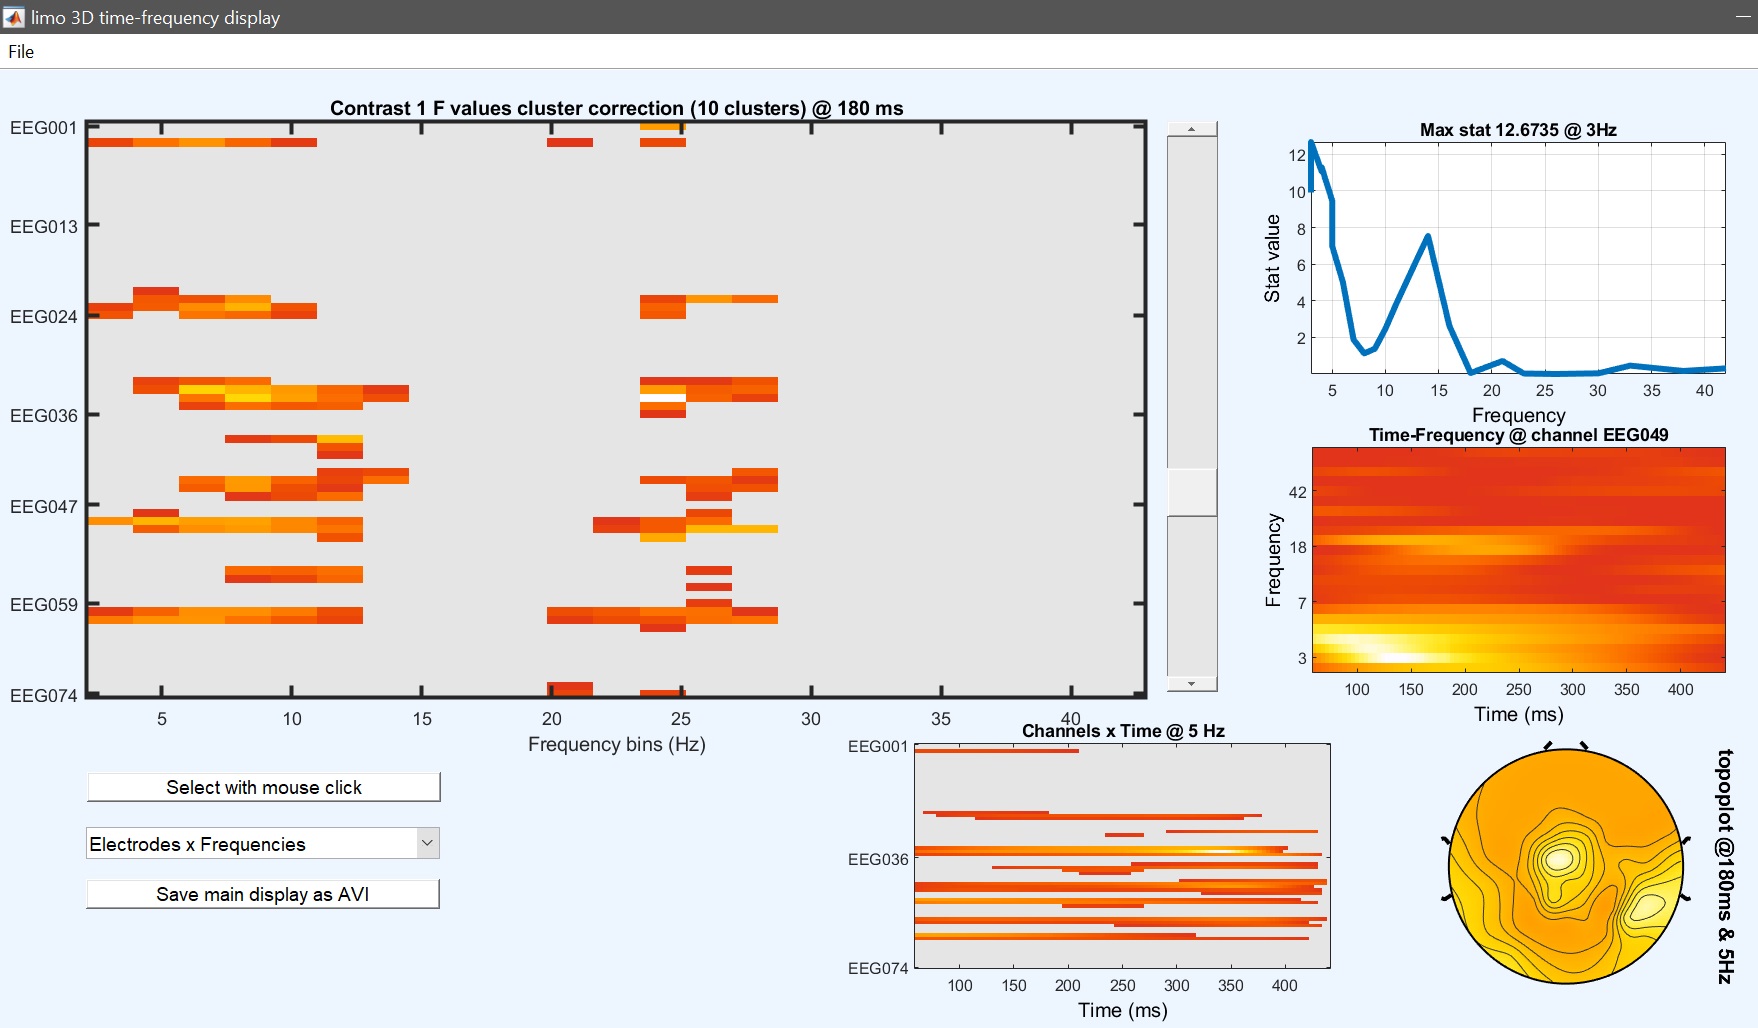 limo 3D time-frequency display
File
Contrast 1 F values cluster correction (10 clusters) @ 180 ms
EEG001
EEG013
EEG024
EEG036
EEG047
EEG059
EEG074
5 10 15 20 25 30 35 40
Frequency bins (Hz)
Max stat 12.6735 @ 3Hz
Stat value
12
10
8
6
4
2
5 10 15 20 25 30 35 40
Frequency
Time-Frequency @ channel EEG049
Frequency
42
18
7
3
100 150 200 250 300 350 400
Time (ms)
Select with mouse click
Electrodes x Frequencies
Save main display as AVI
Channels x Time @ 5 Hz
EEG001
EEG036
EEG074
100 150 200 250 300 350 400
Time (ms)
topoplot @180ms & 5Hz